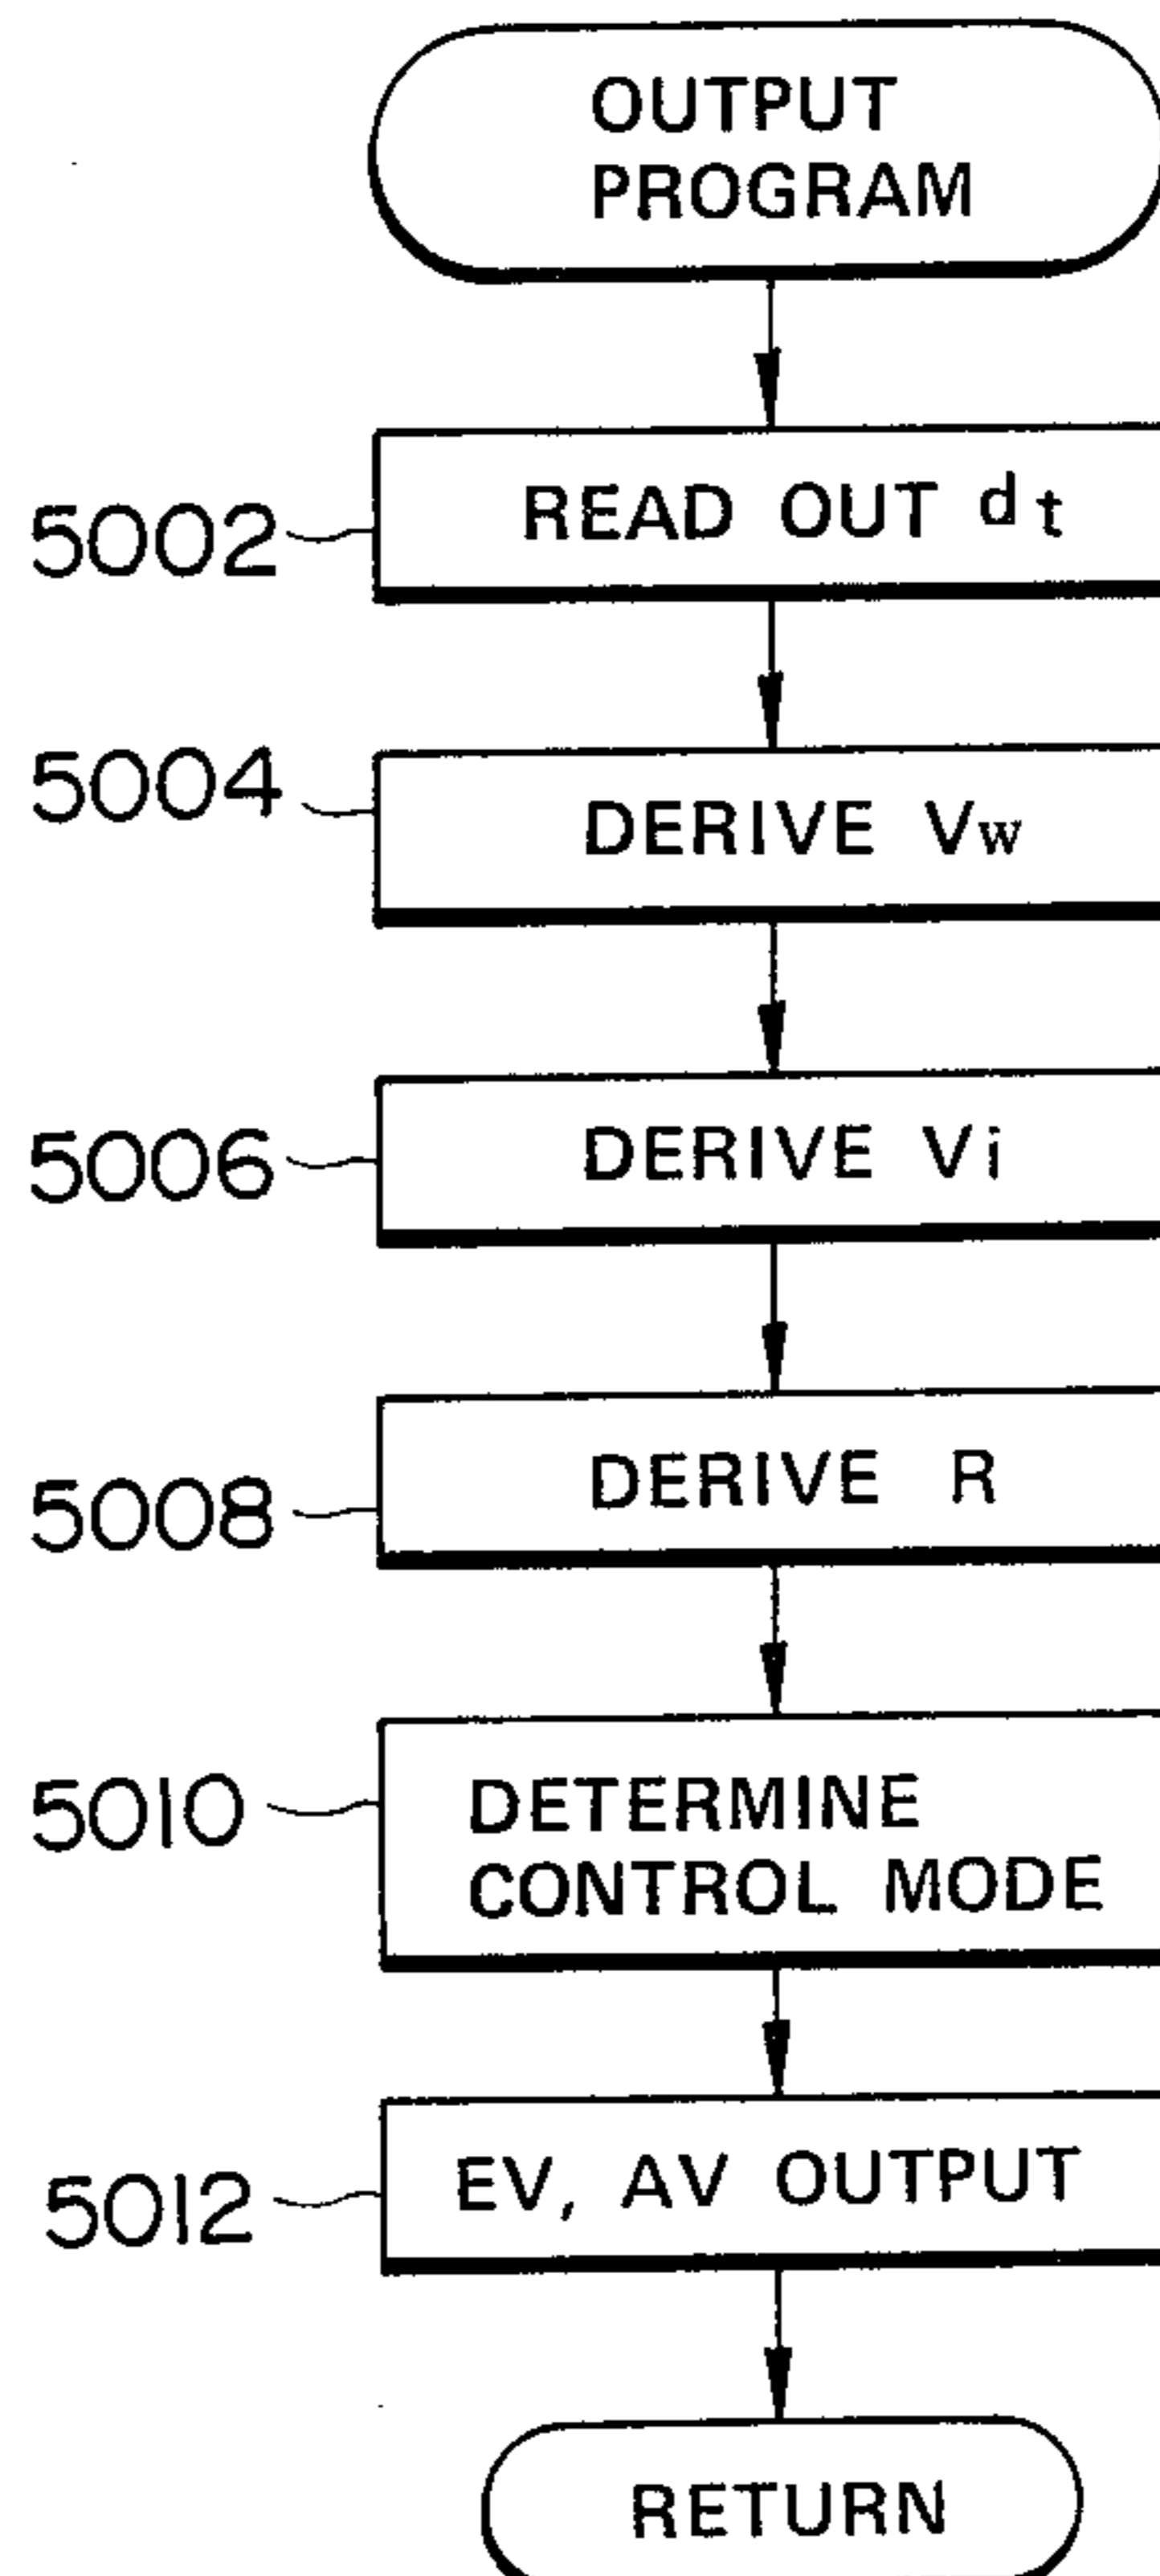 OUTPUT
PROGRAM
5002
READ OUT dt
5004
DERIVE Vw
5006
DERIVE Vi
5008
DERIVE R
5010
DETERMINE
CONTROL MODE
5012
EV, AV OUTPUT
RETURN